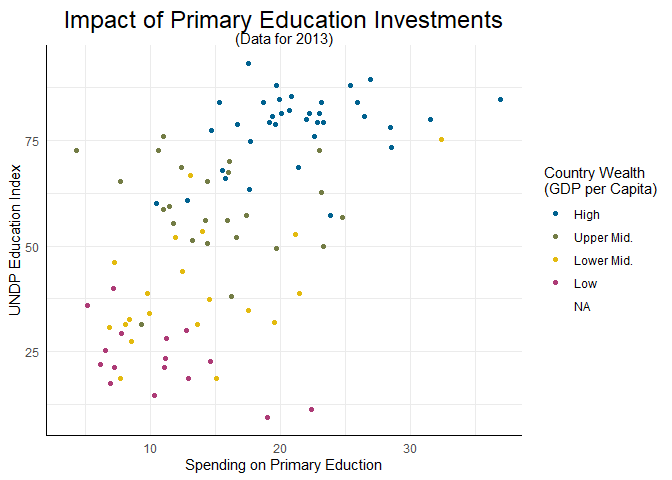 Impact of Primary Education Investments
(Data for 2013)
UNDP Education Index
75
50
25
10
20
30
Spending on Primary Eduction
Country Wealth
(GDP per Capita)
High
Upper Mid.
Lower Mid.
Low
NA